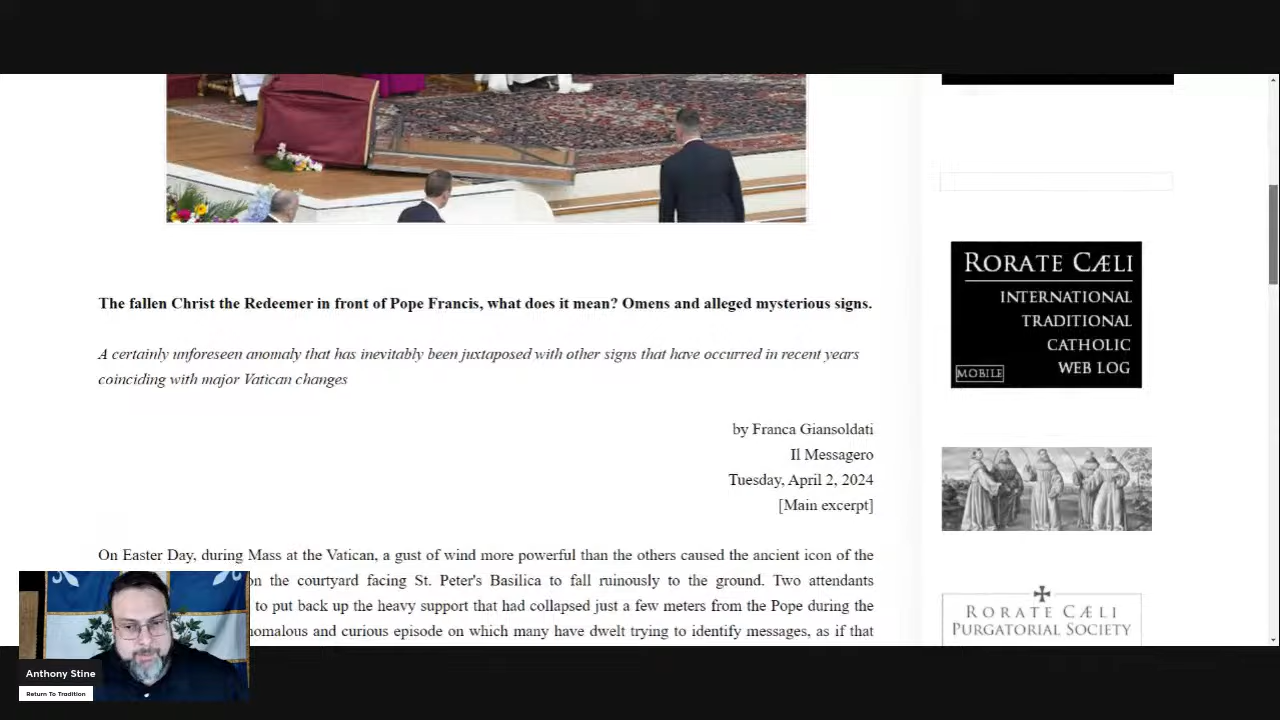 The fallen Christ the Redeemer in front of Pope Francis, what does it mean? Omens and alleged mysterious signs.
A certainly unforeseen anomaly that has inevitably been juxtaposed with other signs that have occurred in recent years
coinciding with major Vatican changes
by Franca Giansoldati
Il Messagero
Tuesday, April 2, 2024
[Main excerpt]
On Easter Day, during Mass at the Vatican, a gust of wind more powerful than the others caused the ancient icon of the
on the courtyard facing St. Peter's Basilica to fall ruinously to the ground. Two attendants
to put back up the heavy support that had collapsed just a few meters from the Pope during the
nomalous and curious episode on which many have dwelt trying to identify messages, as if that
RORATE CÆLI
INTERNATIONAL
TRADITIONAL
CATHOLIC
WEB LOG
MOBILE
RORATE CÆLI
PURGATORIAL SOCIETY
Anthony Stine
Return To Tradition